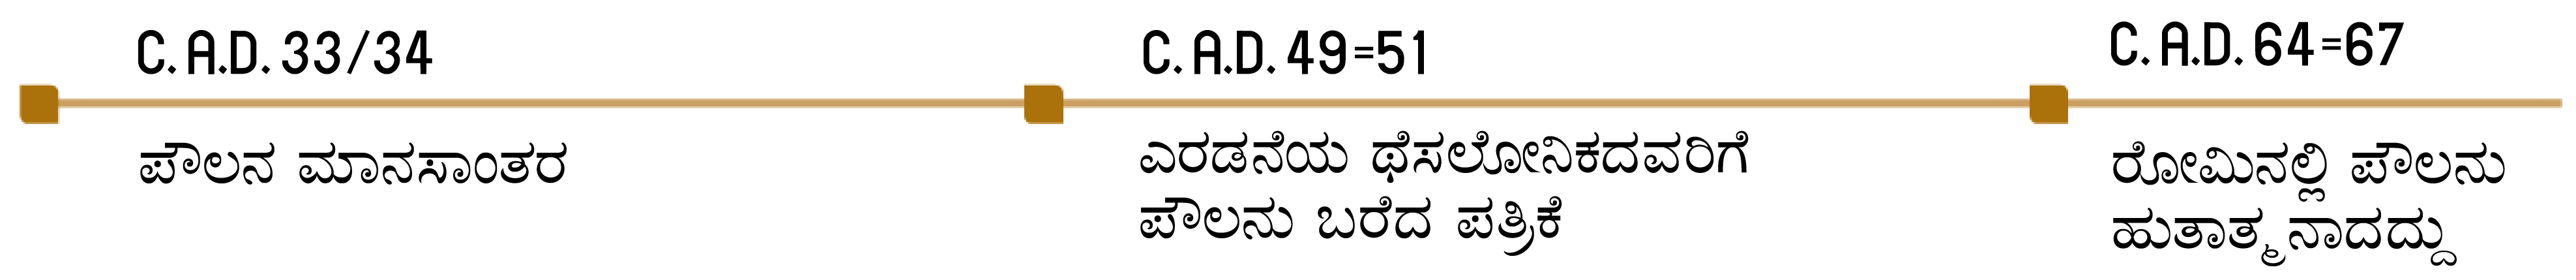 C. A.D. 33/34
ಪೌಲನ ಮಾನಸಾಂತರ
C. A.D. 49=51
ಎರಡನೆಯ ಥೆಸಲೋನಿಕದವರಿಗೆ
ಪೌಲನು ಬರೆದ ಪತ್ರಿಕೆ
C. A.D. 64=67
ರೋಮಿನಲ್ಲಿ ಪೌಲನು
ಹುತಾತ್ಮನಾದದ್ದು